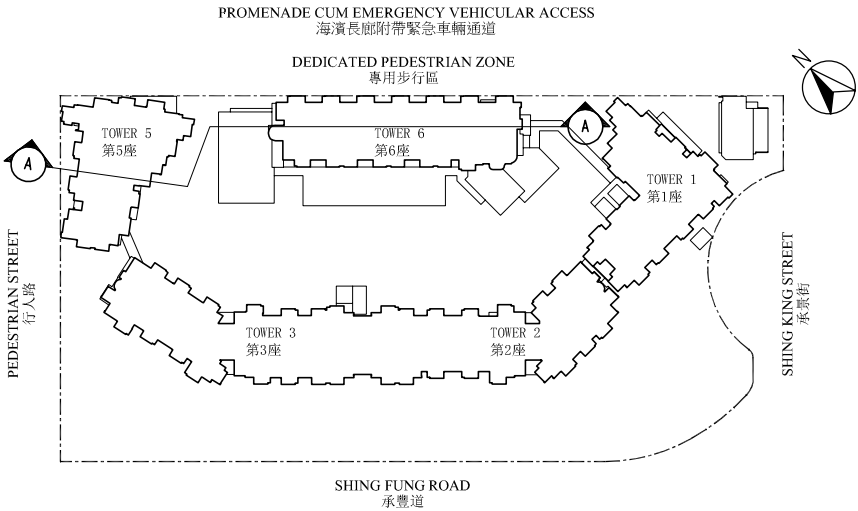 PROMENADE CUM EMERGENCY VEHICULAR ACCESS
海濱長廊附帶緊急車輛通道
DEDICATED PEDESTRIAN ZONE
專用步行區
N
TOWER 5
第5座
TOWER 6
第6座
A
A
TOWER 1
第1座
PEDESTRIAN STREET
行人路
SHING KING STREET
承景街
TOWER 3
第3座
TOWER 2
第2座
SHING FUNG ROAD
承豐道